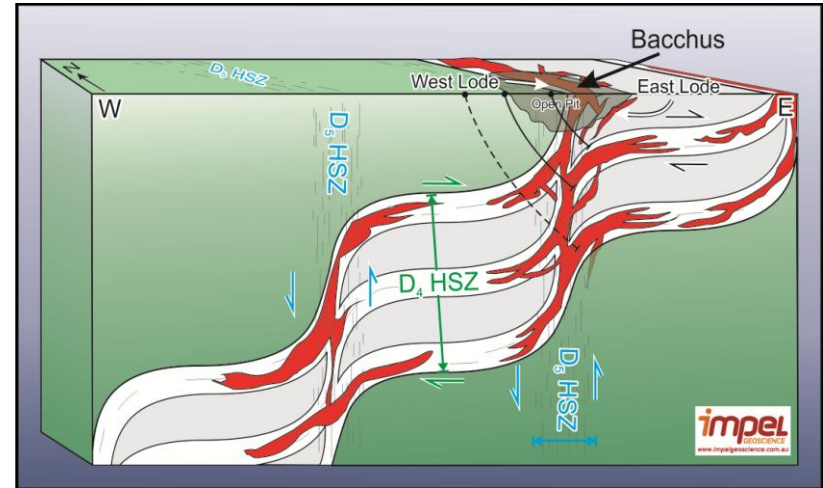 N
D₅ HSZ
Bacchus
West Lode
East Lode
Open Pit
W
E
D₅ HSZ
D₄ HSZ
D₅ HSZ
impel
GEOSCIENCE
www.impelgeoscience.com.au